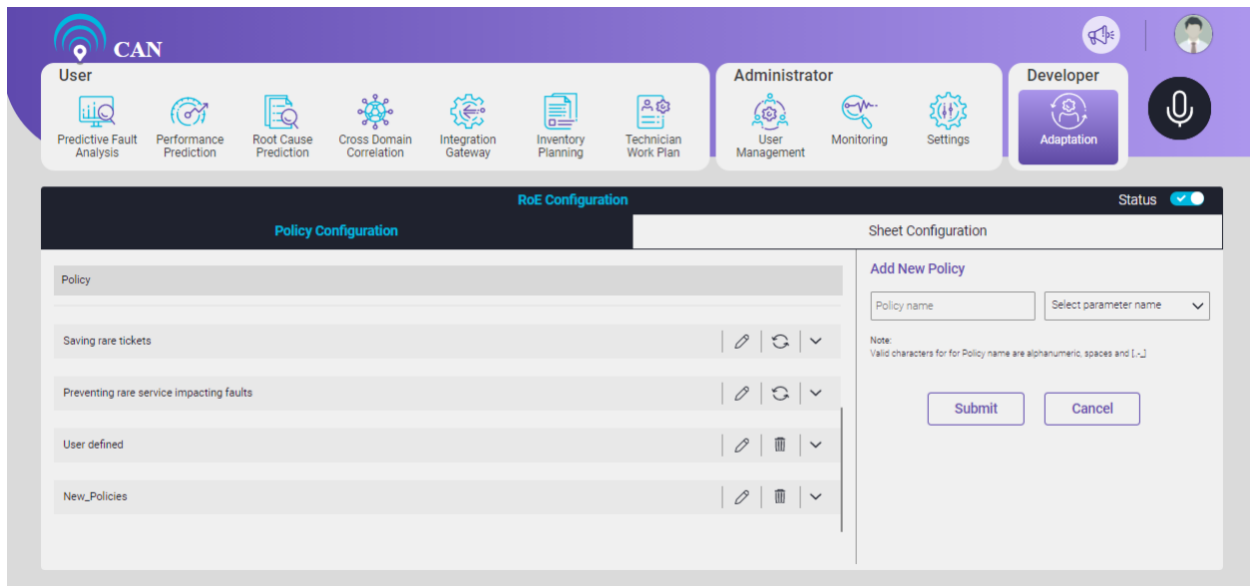 CAN
User
Administrator
Developer
Predictive Fault
Analysis
Performance
Prediction
Root Cause
Prediction
Cross Domain
Correlation
Integration
Gateway
Inventory
Planning
Technician
Work Plan
User
Management
Monitoring
Settings
Adaptation
RoE Configuration
Status
Policy Configuration
Sheet Configuration
Policy
Saving rare tickets
Preventing rare service impacting faults
User defined
New_Policies
Add New Policy
Policy name
Select parameter name
Note:
Valid characters for for Policy name are alphanumeric, spaces and [.-_]
Submit
Cancel